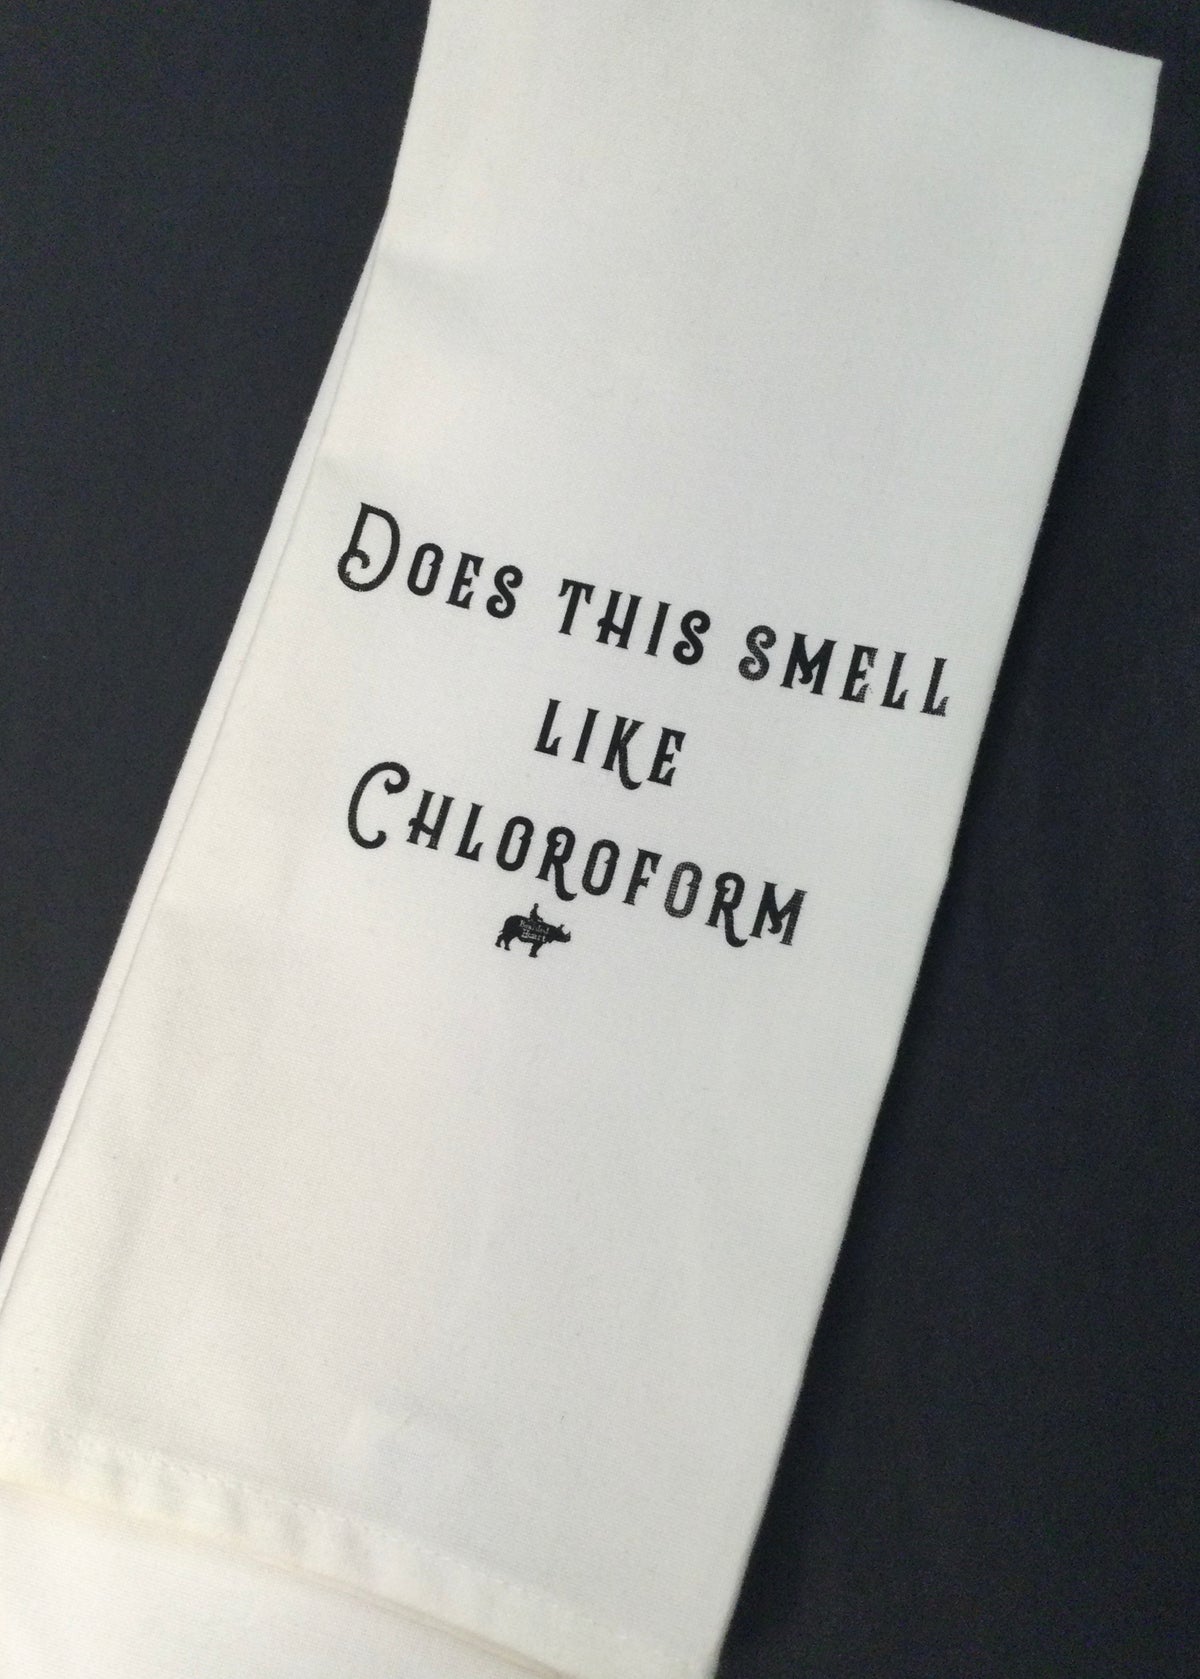 Does this smell
like
Chloroform